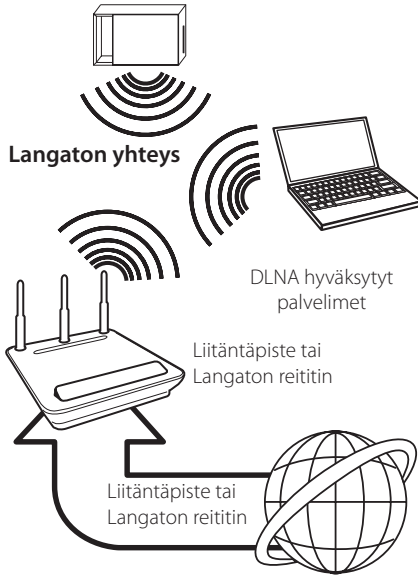 Langaton yhteys
DLNA hyväksytyt
palvelimet
Liitäntäpiste tai
Langaton reititin
Liitäntäpiste tai
Langaton reititin